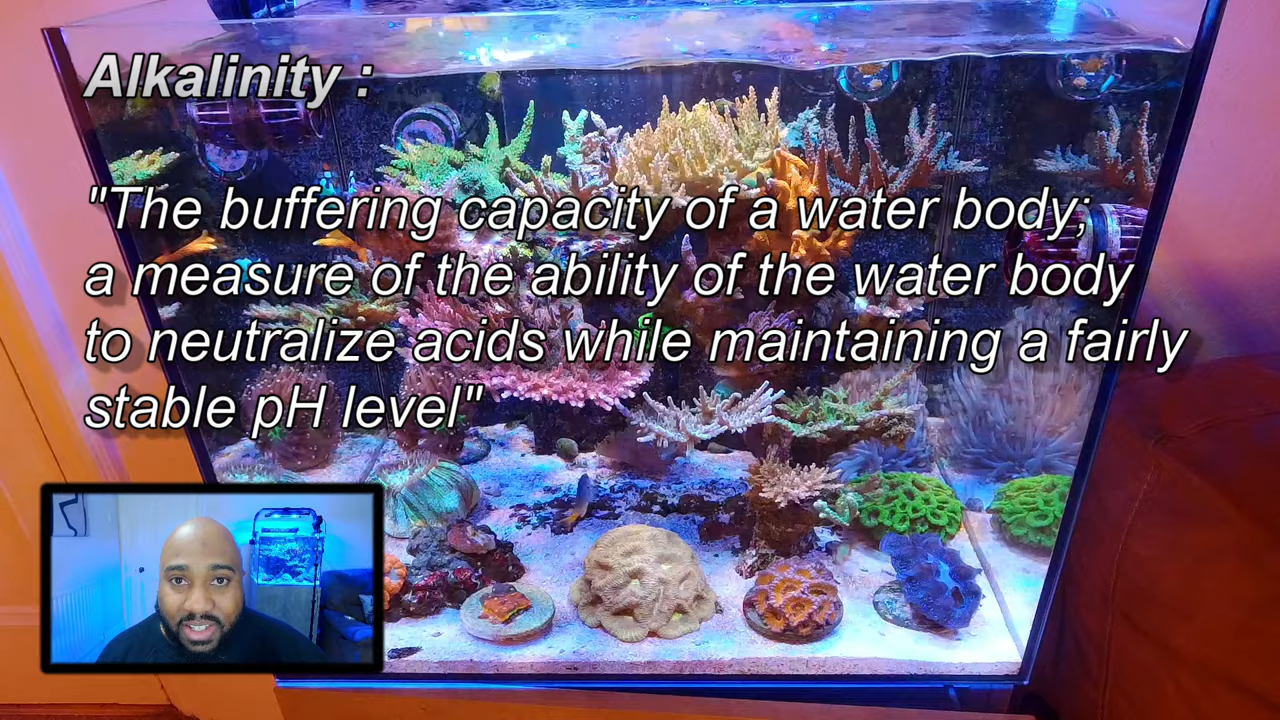 Alkalinity :
"The buffering capacity of a water body;
a measure of the ability of the water body
to neutralize acids while maintaining a fairly
stable pH level"